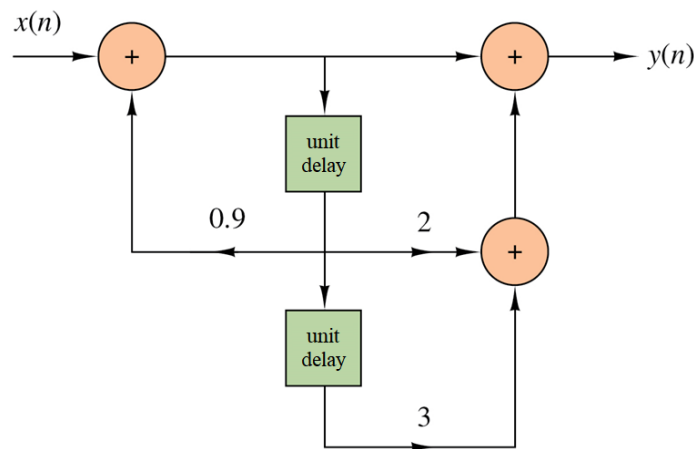 x(n)
+
+
y(n)
unit
delay
0.9
2
+
unit
delay
3